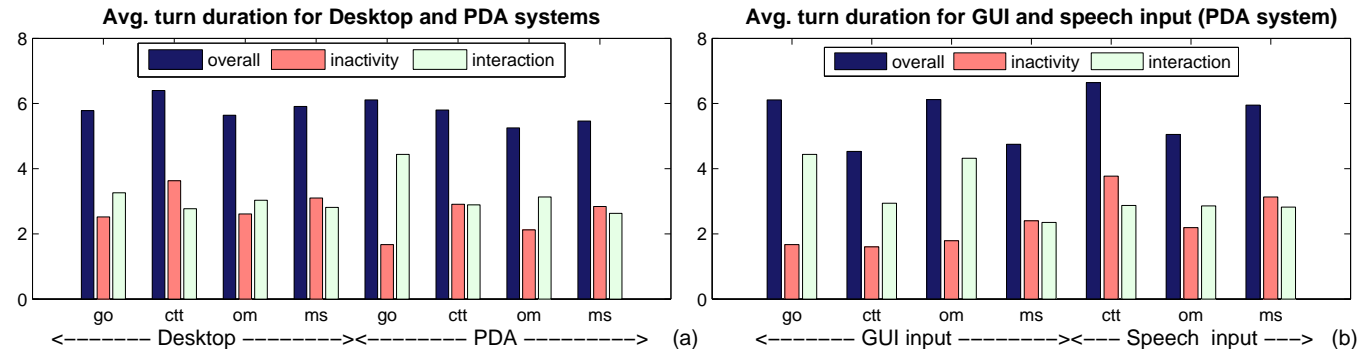 Avg. turn duration for Desktop and PDA systems
8
6
4
2
0
overall inactivity interaction
go ctt om ms go ctt om ms
<−−−−−−− Desktop −−−−−−−−><−−−−−−−− PDA −−−−−−−−> (a)
Avg. turn duration for GUI and speech input (PDA system)
8
6
4
2
0
overall inactivity interaction
go ctt om ms ctt om ms
<−−−−−−− GUI input −−−−−−−><−−− Speech input −−−> (b)